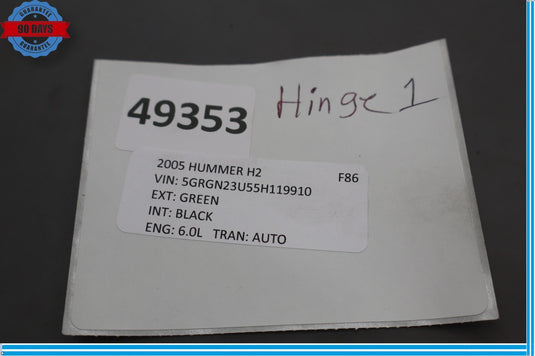 GUARANTEE
90 DAYS
GUARANTEE
49353
Hinge 1
2005 HUMMER H2 F86
VIN: 5GRGN23U55H119910
EXT: GREEN
INT: BLACK
ENG: 6.0L TRAN: AUTO